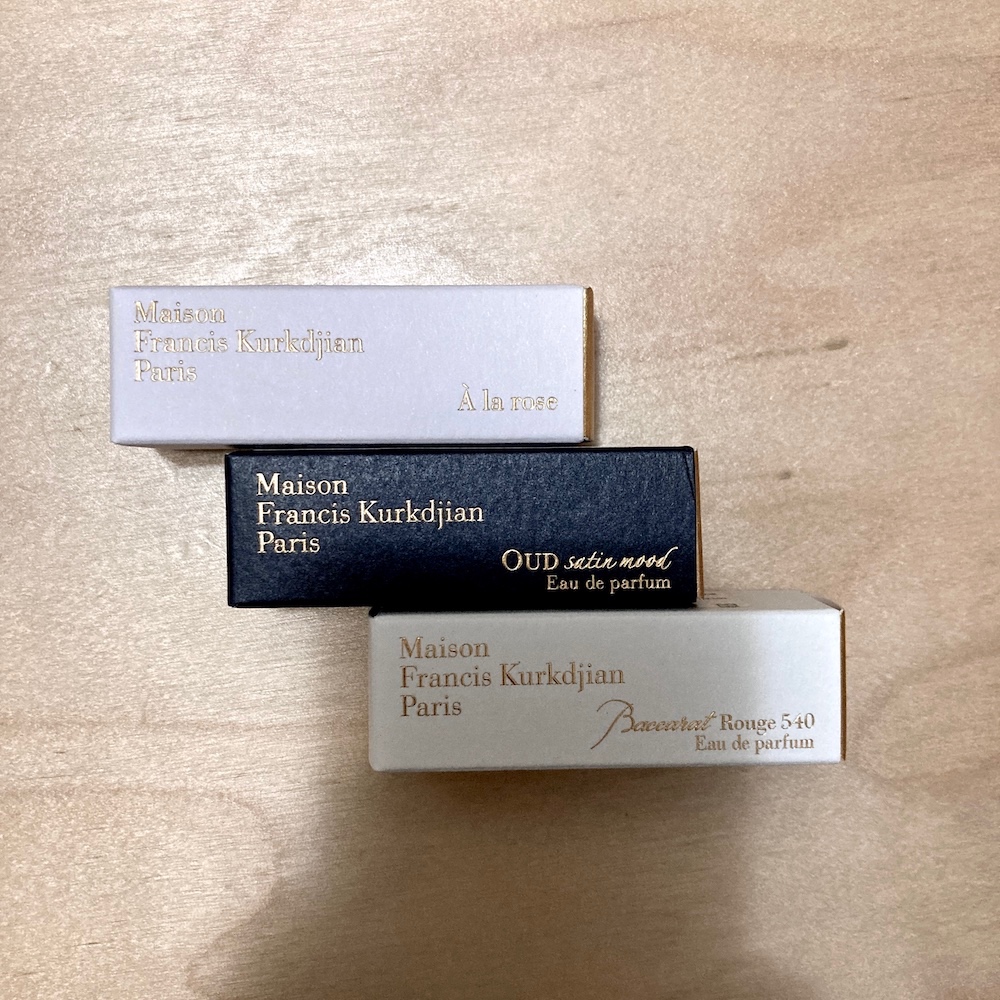 Maison
Francis Kurkdjian
Paris
À la rose
Maison
Francis Kurkdjian
Paris
OUD satin mood
Eau de parfum
Maison
Francis Kurkdjian
Paris
Baccarat Rouge 540
Eau de parfum